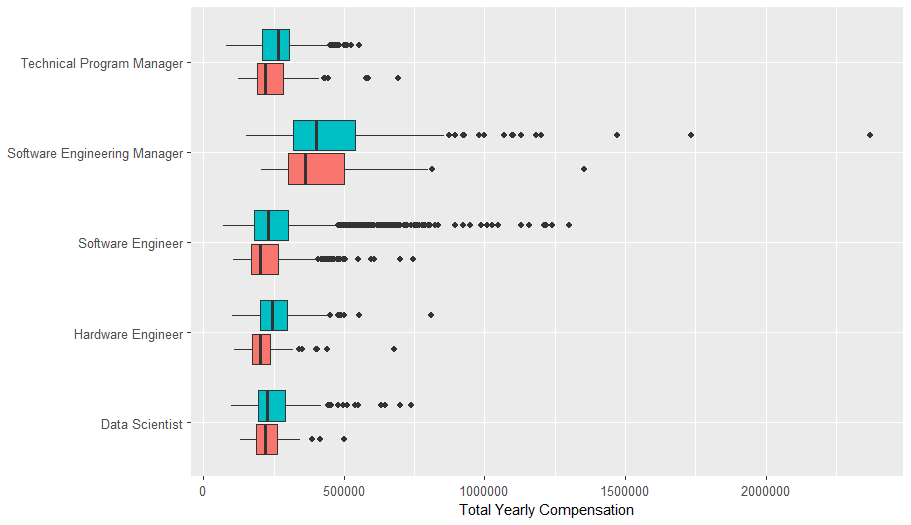 Technical Program Manager
Software Engineering Manager
Software Engineer
Hardware Engineer
Data Scientist
0 500000 1000000 1500000 2000000
Total Yearly Compensation